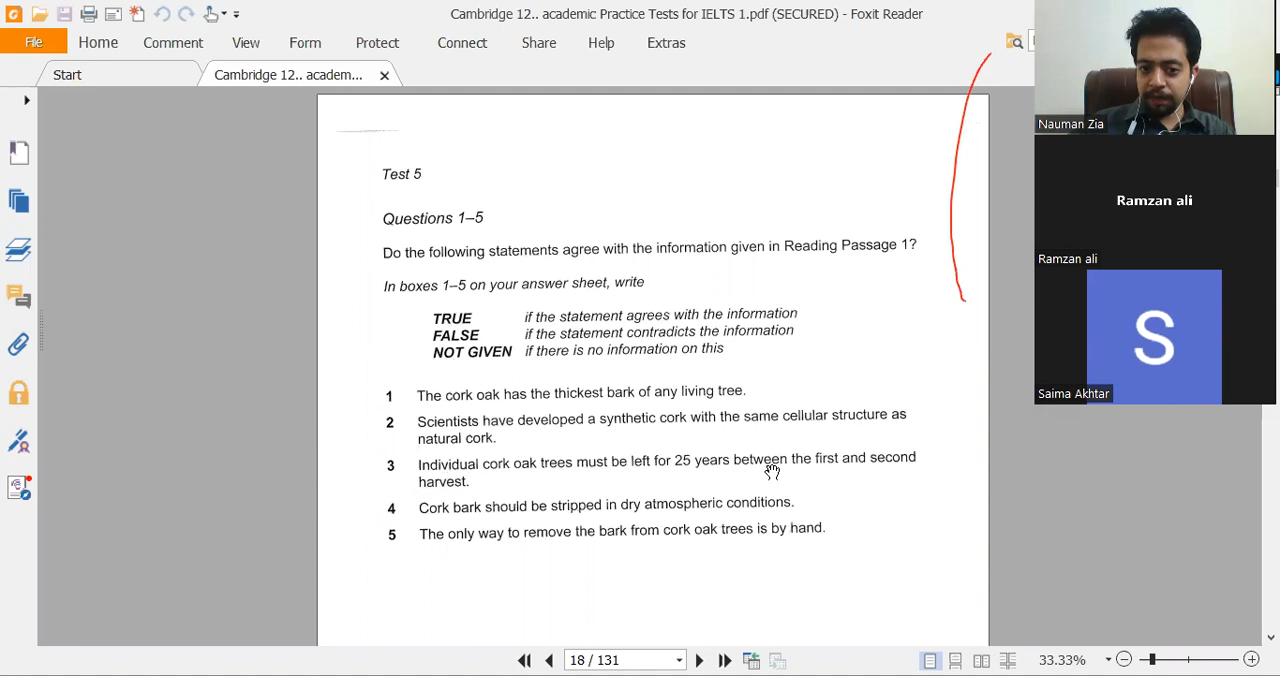 Cambridge 12.. academic Practice Tests for IELTS 1.pdf (SECURED) - Foxit Reader
File Home Comment View Form Protect Connect Share Help Extras
Start Cambridge 12.. academ...
Test 5
Questions 1–5
Do the following statements agree with the information given in Reading Passage 1?
In boxes 1–5 on your answer sheet, write
TRUE if the statement agrees with the information
FALSE if the statement contradicts the information
NOT GIVEN if there is no information on this
1 The cork oak has the thickest bark of any living tree.
2 Scientists have developed a synthetic cork with the same cellular structure as
natural cork.
3 Individual cork oak trees must be left for 25 years between the first and second
harvest.
4 Cork bark should be stripped in dry atmospheric conditions.
5 The only way to remove the bark from cork oak trees is by hand.
Nauman Zia
Ramzan ali
Ramzan ali
S
Saima Akhtar
18 / 131
33.33%